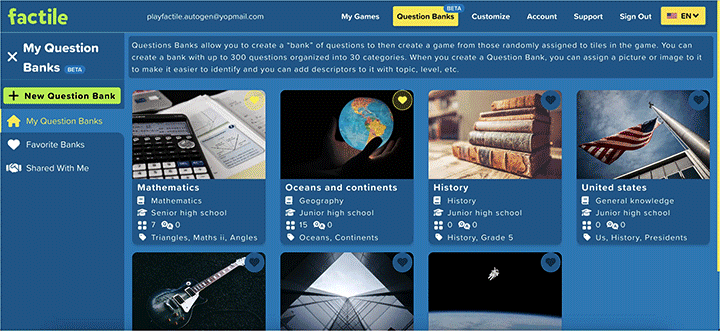 factile
playfactile.autogen@yopmail.com
My Games
Question Banks
BETA
Customize
Account
Support
Sign Out
EN
My Question
Banks BETA
New Question Bank
My Question Banks
Favorite Banks
Shared With Me
Questions Banks allow you to create a "bank" of questions to then create a game from those randomly assigned to tiles in the game. You can
create a bank with up to 300 questions organized into 30 categories. When you create a Question Bank, you can assign a picture or image to it
to make it easier to identify and you can add descriptors to it with topic, level, etc.
Mathematics
Mathematics
Senior high school
7 0
Triangles, Maths ii, Angles
Oceans and continents
Geography
Junior high school
15 0
Oceans, Continents
History
History
Junior high school
0 0
History, Grade 5
United states
General knowledge
Junior high school
0 0
Us, History, Presidents